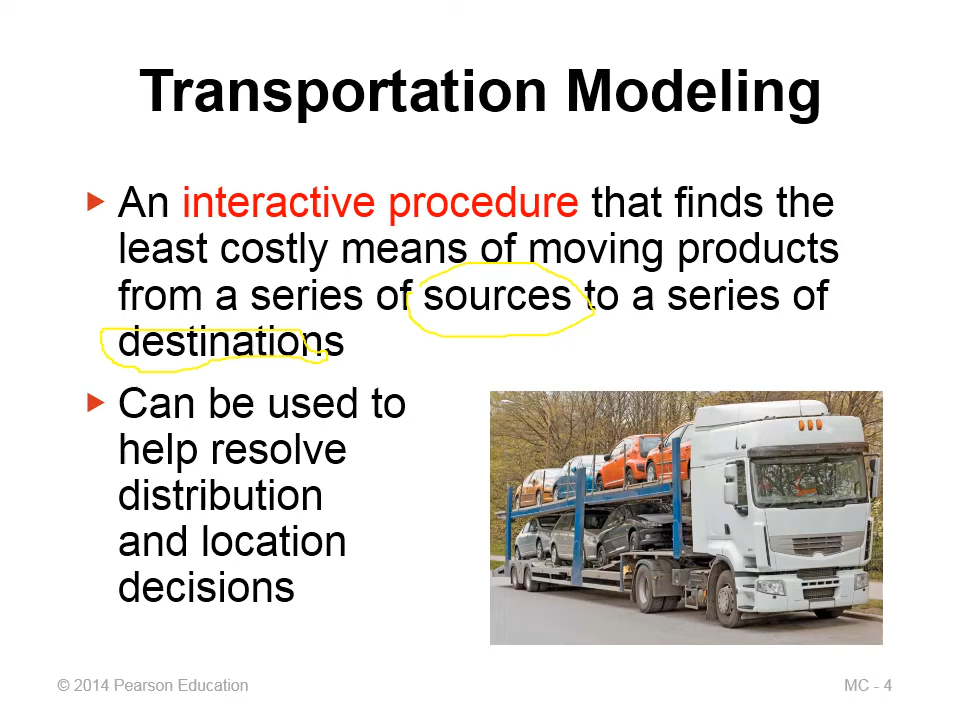 Transportation Modeling
An interactive procedure that finds the
least costly means of moving products
from a series of sources to a series of
destinations
Can be used to
help resolve
distribution
and location
decisions
© 2014 Pearson Education
MC - 4